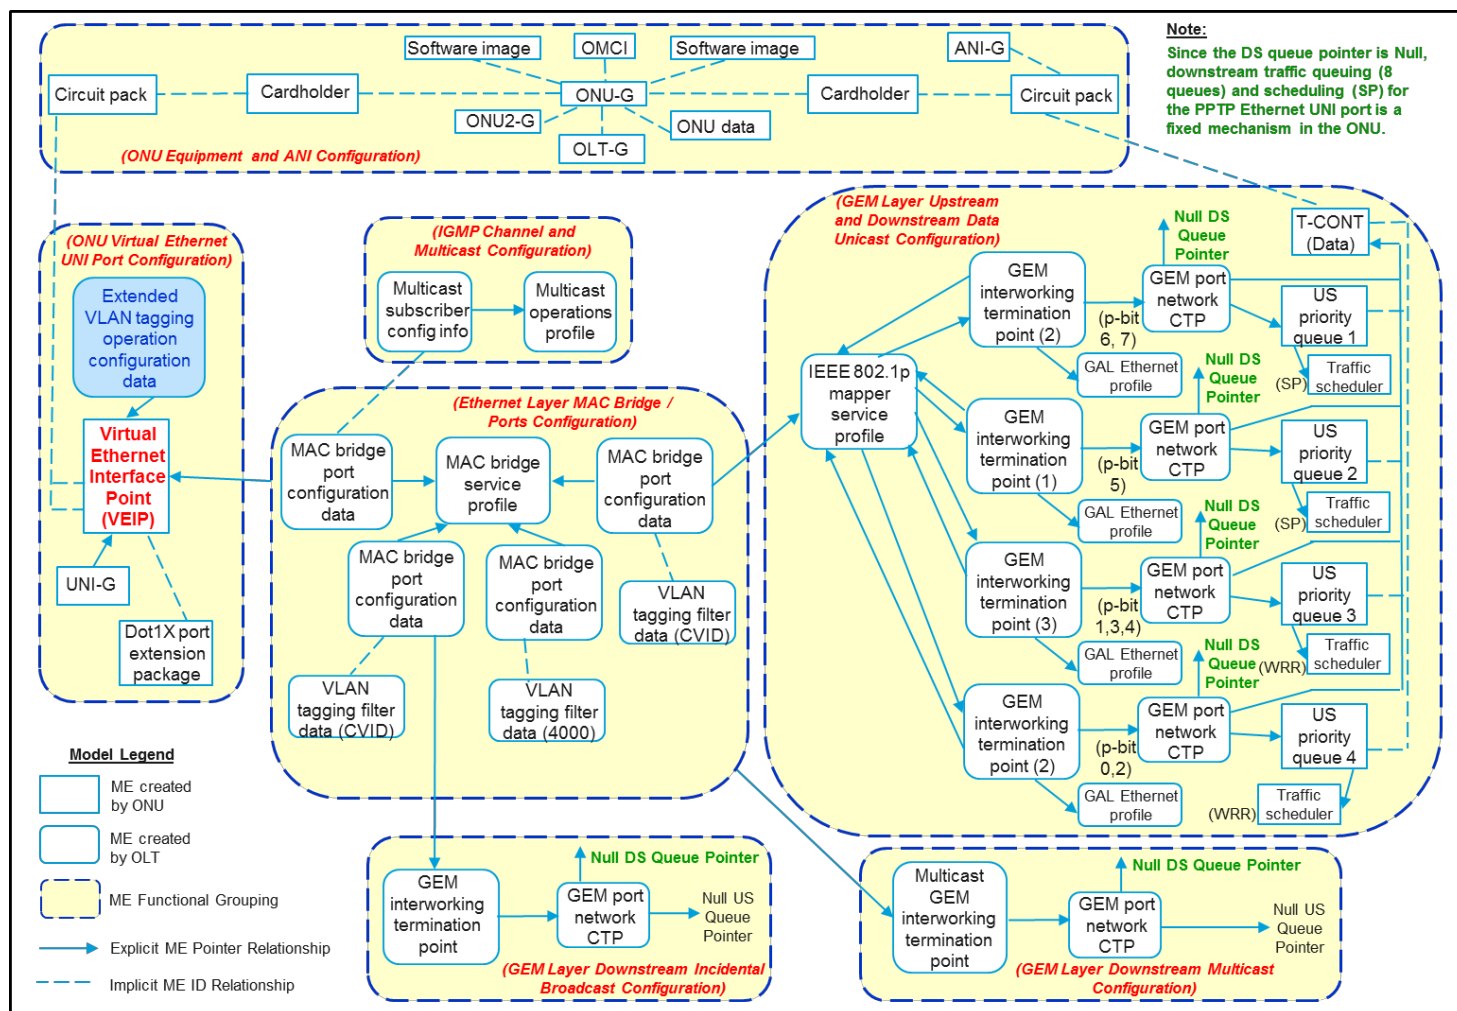 Software image
OMCI
Software image
ANI-G
Circuit pack
Cardholder
ONU-G
Cardholder
Circuit pack
ONU2-G
ONU data
OLT-G
(ONU Equipment and ANI Configuration)
Note:
Since the DS queue pointer is Null,
downstream traffic queuing (8
queues) and scheduling (SP) for
the PPTP Ethernet UNI port is a
fixed mechanism in the ONU.
(ONU Virtual Ethernet
UNI Port Configuration)
Extended
VLAN tagging
operation
configuration
data
Virtual
Ethernet
Interface
Point
(VEIP)
UNI-G
Dot1X port
extension
package
(IGMP Channel and
Multicast Configuration)
Multicast
subscriber
config info
Multicast
operations
profile
(Ethernet Layer MAC Bridge /
Ports Configuration)
MAC bridge
port
configuration
data
MAC bridge
service
profile
MAC bridge
port
configuration
data
MAC bridge
port
configuration
data
MAC bridge
port
configuration
data
VLAN
tagging filter
data (CVID)
VLAN
tagging filter
data (CVID)
VLAN
tagging filter
data (4000)
(GEM Layer Upstream
and Downstream Data
Unicast Configuration)
IEEE 802.1p
mapper
service
profile
Null DS
Queue
Pointer
T-CONT
(Data)
GEM
interworking
termination
point (2)
(p-bit
6, 7)
GEM port
network
CTP
US
priority
queue 1
GAL Ethernet
profile
(SP)
Traffic
scheduler
Null DS
Queue
Pointer
GEM
interworking
termination
point (1)
(p-bit
5)
GEM port
network
CTP
US
priority
queue 2
GAL Ethernet
profile
(SP)
Traffic
scheduler
Null DS
Queue
Pointer
GEM
interworking
termination
point (3)
(p-bit
1,3,4)
GEM port
network
CTP
US
priority
queue 3
GAL Ethernet
profile
(WRR)
Traffic
scheduler
Null DS
Queue
Pointer
GEM
interworking
termination
point (2)
(p-bit
0,2)
GEM port
network
CTP
US
priority
queue 4
GAL Ethernet
profile
(WRR)
Traffic
scheduler
Model Legend
ME created
by ONU
ME created
by OLT
ME Functional Grouping
Explicit ME Pointer Relationship
Implicit ME ID Relationship
Null DS Queue Pointer
GEM
interworking
termination
point
GEM port
network
CTP
Null US
Queue
Pointer
(GEM Layer Downstream Incidental
Broadcast Configuration)
Null DS Queue Pointer
Multicast
GEM
interworking
termination
point
GEM port
network
CTP
Null US
Queue
Pointer
(GEM Layer Downstream Multicast
Configuration)